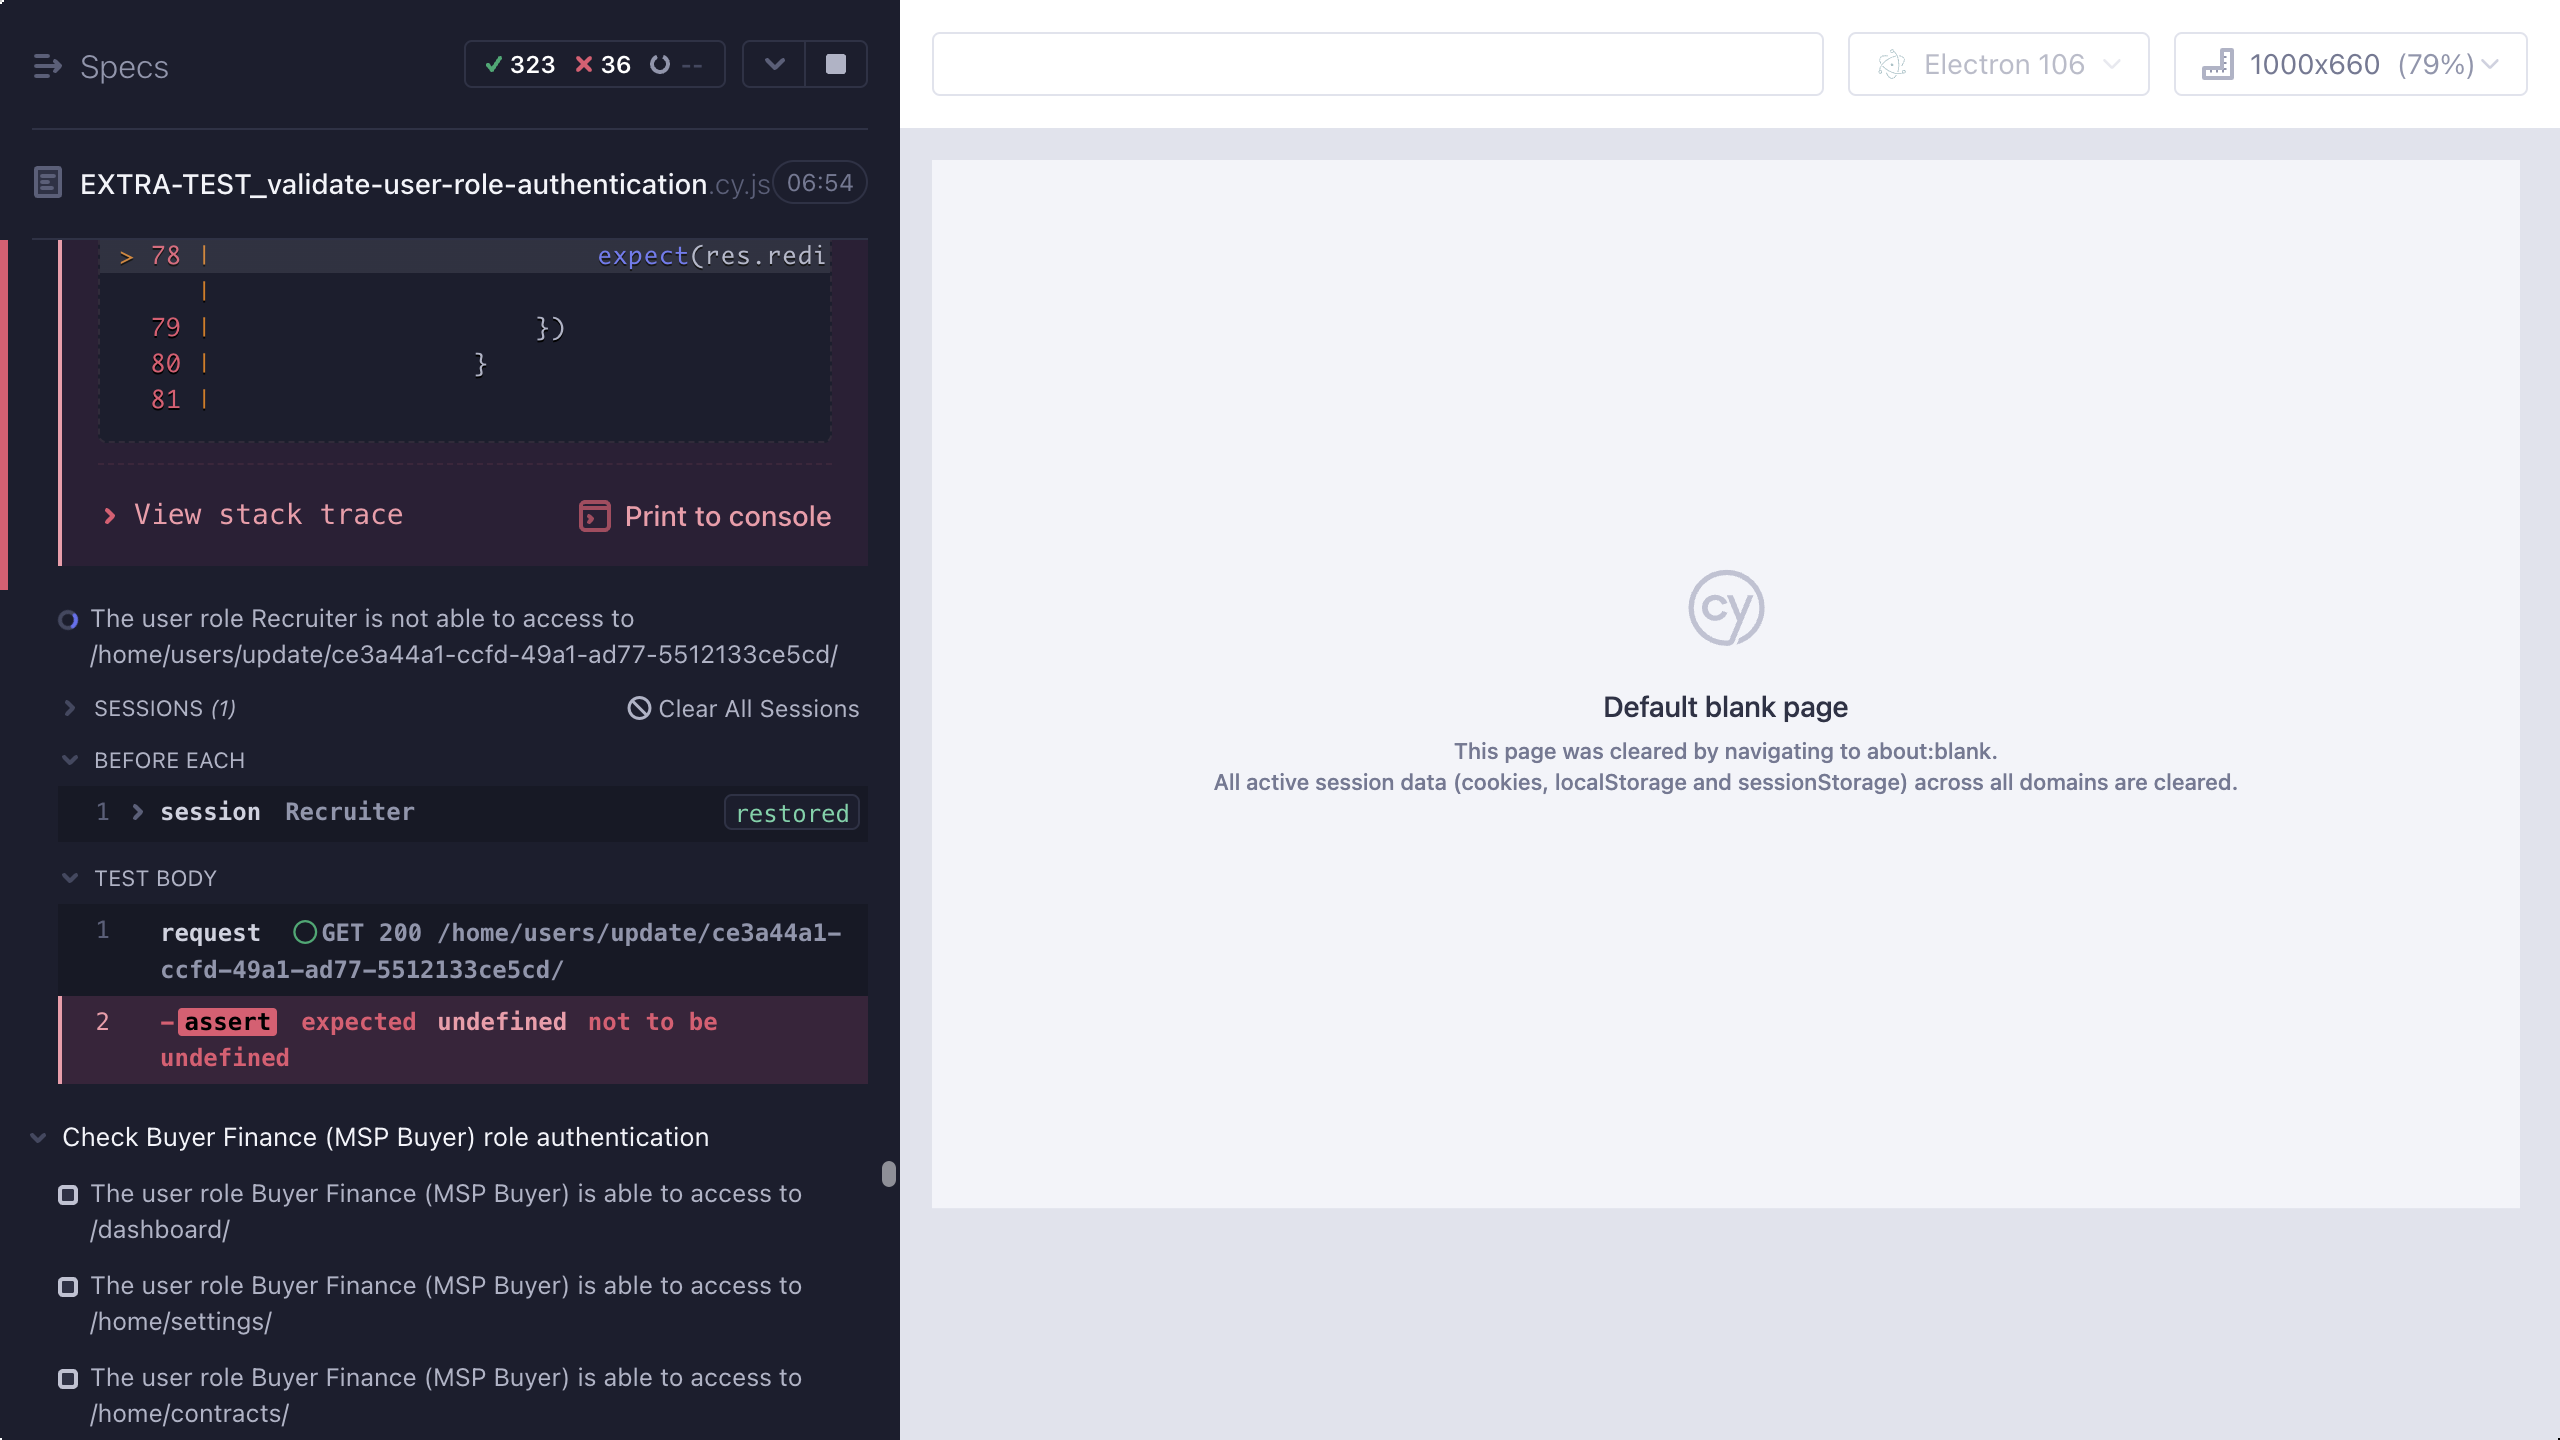 Specs
323 36 --
EXTRA-TEST_validate-user-role-authentication.cy.js 06:54
> 78 | expect(res.redi
|
79 | })
80 | }
81 |
View stack trace
Print to console
The user role Recruiter is not able to access to
/home/users/update/ce3a44a1-ccfd-49a1-ad77-5512133ce5cd/
SESSIONS (1)
Clear All Sessions
BEFORE EACH
1 session Recruiter restored
TEST BODY
1 request GET 200 /home/users/update/ce3a44a1-
ccfd-49a1-ad77-5512133ce5cd/
2 -assert expected undefined not to be
undefined
Check Buyer Finance (MSP Buyer) role authentication
The user role Buyer Finance (MSP Buyer) is able to access to
/dashboard/
The user role Buyer Finance (MSP Buyer) is able to access to
/home/settings/
The user role Buyer Finance (MSP Buyer) is able to access to
/home/contracts/
Electron 106
1000x660 (79%)
cy
Default blank page
This page was cleared by navigating to about:blank.
All active session data (cookies, localStorage and sessionStorage) across all domains are cleared.